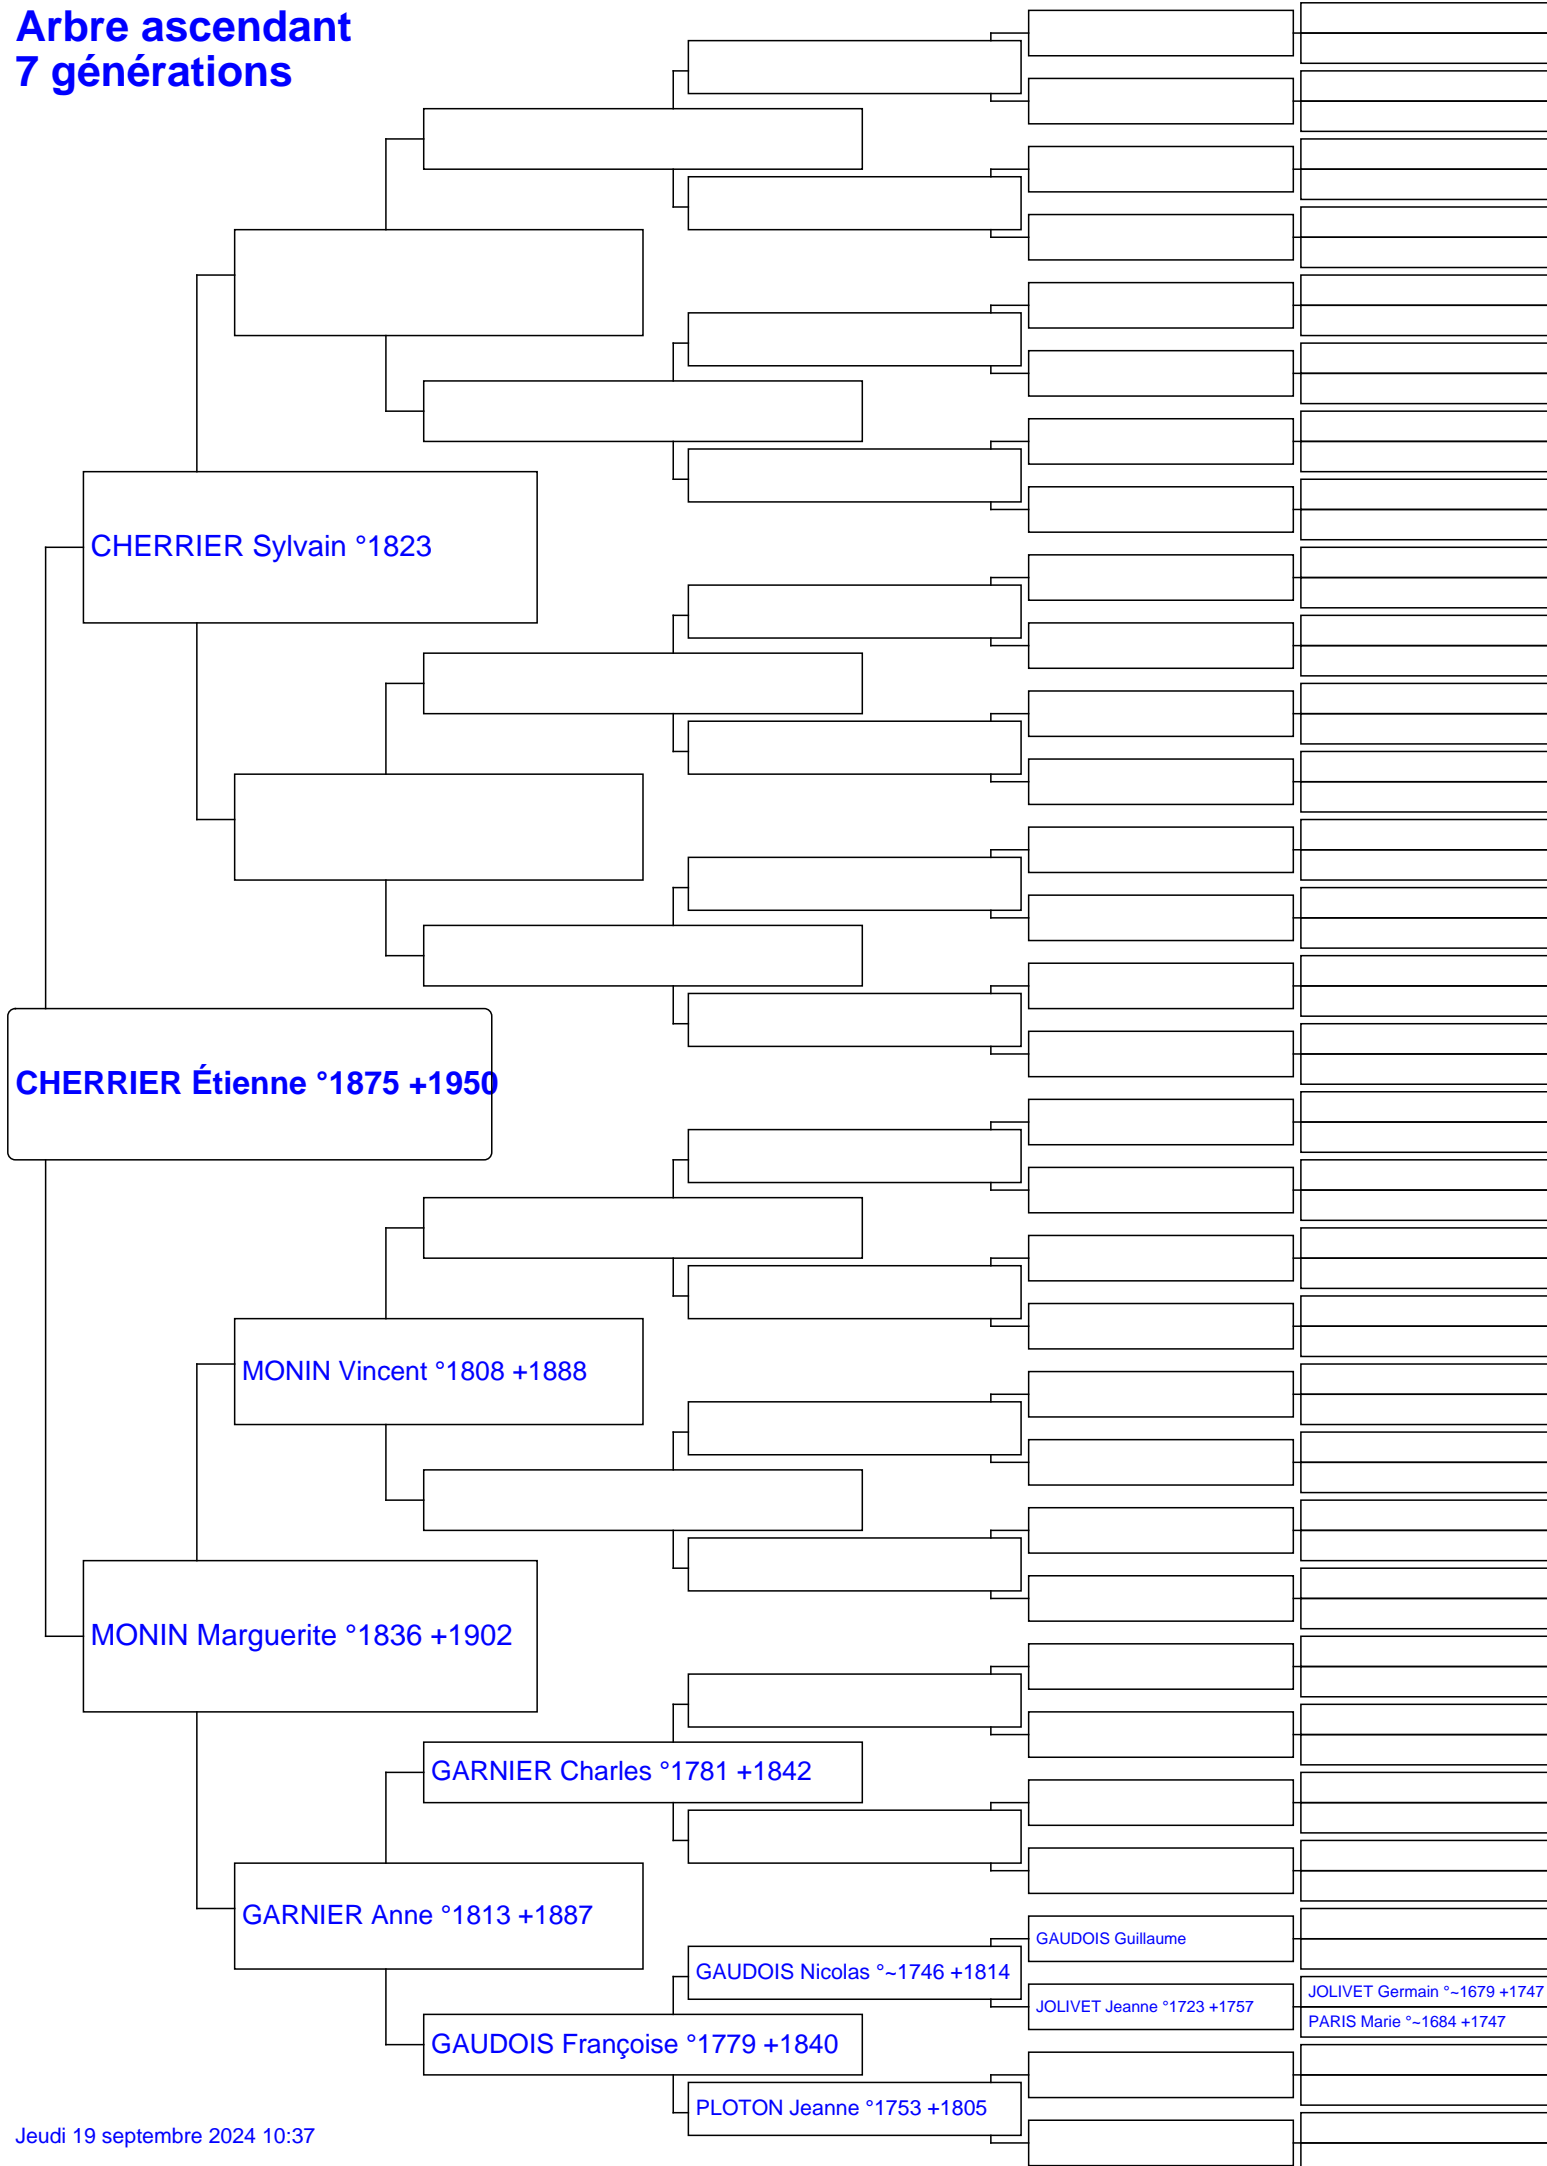 Arbre ascendant
7 générations
CHERRIER Sylvain °1823
CHERRIER Étienne °1875 +1950
MONIN Vincent °1808 +1888
MONIN Marguerite °1836 +1902
GARNIER Charles °1781 +1842
GARNIER Anne °1813 +1887
GAUDOIS Guillaume
GAUDOIS Nicolas °~1746 +1814
JOLIVET Germain °~1679 +1747
JOLIVET Jeanne °1723 +1757
PARIS Marie °~1684 +1747
GAUDOIS Françoise °1779 +1840
PLOTON Jeanne °1753 +1805
Jeudi 19 septembre 2024 10:37